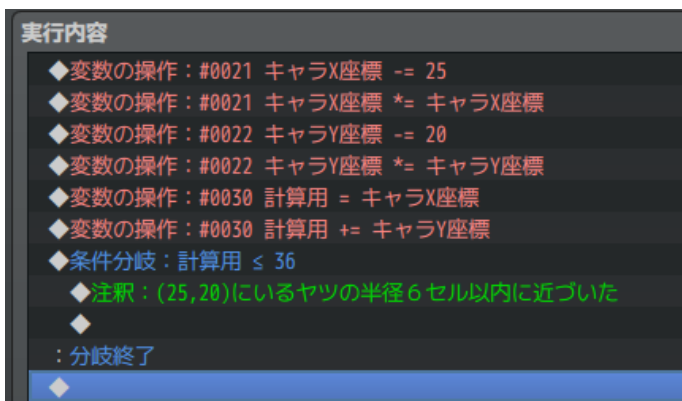 実行内容
◆変数の操作：#0021 キャラX座標 -= 25
◆変数の操作：#0021 キャラX座標 *= キャラX座標
◆変数の操作：#0022 キャラY座標 -= 20
◆変数の操作：#0022 キャラY座標 *= キャラY座標
◆変数の操作：#0030 計算用 = キャラX座標
◆変数の操作：#0030 計算用 += キャラY座標
◆条件分岐：計算用 ≤ 36
◆注釈：(25,20)にいるヤツの半径６セル以内に近づいた
◆
：分岐終了
◆